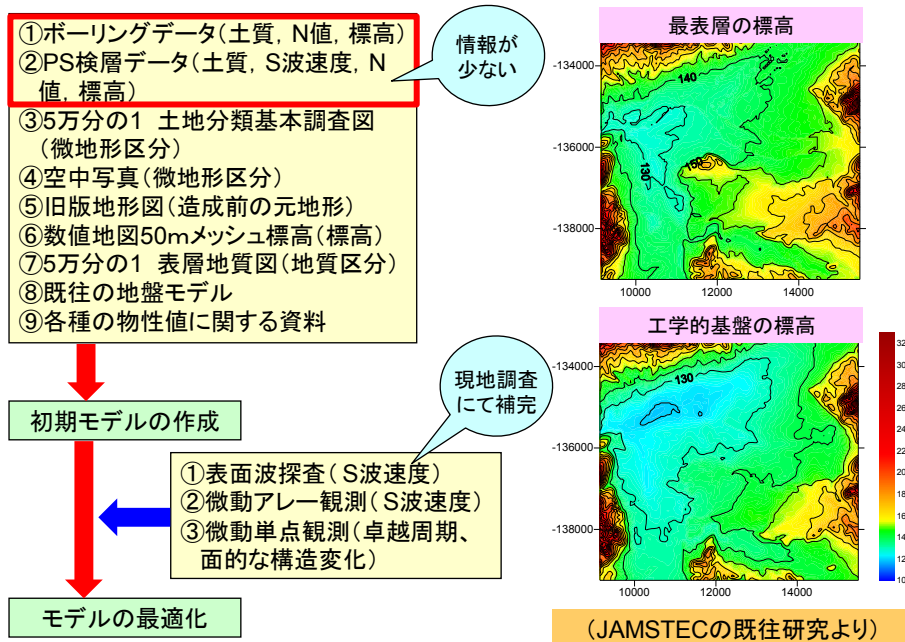 ①ボーリングデータ(土質，N値，標高)
②PS検層データ(土質，S波速度，N
値，標高)
③5万分の1 土地分類基本調査図
(微地形区分)
④空中写真(微地形区分)
⑤旧版地形図(造成前の元地形)
⑥数値地図50mメッシュ標高(標高)
⑦5万分の1 表層地質図(地質区分)
⑧既往の地盤モデル
⑨各種の物性値に関する資料
情報が
少ない
初期モデルの作成
現地調査
にて補完
①表面波探査(S波速度)
②微動アレー観測(S波速度)
③微動単点観測(卓越周期、
面的な構造変化)
モデルの最適化
最表層の標高
-134000
-136000
-138000
140
150
130
10000 12000 14000
工学的基盤の標高
-134000
-136000
-138000
130
10000 12000 14000
32
30
28
26
24
22
20
18
16
14
12
10
(JAMSTECの既往研究より)